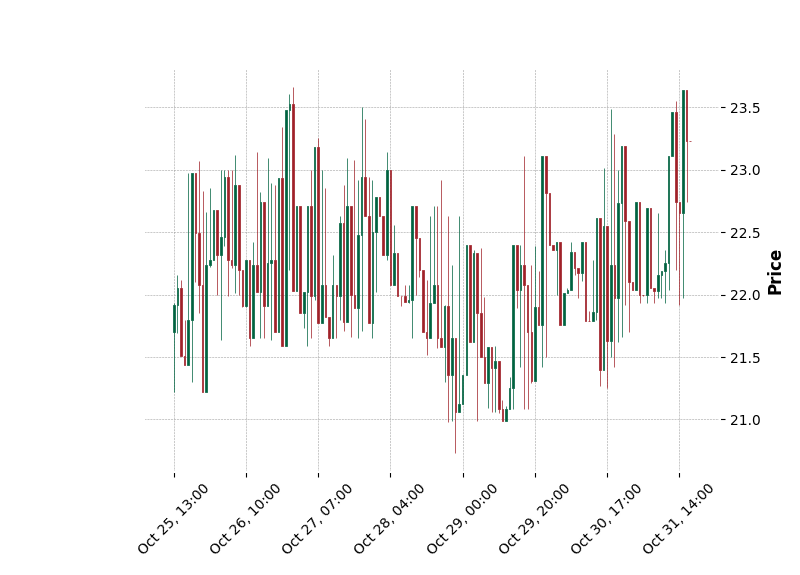 23.5
23.0
22.5
22.0
21.5
21.0
Price
Oct 25, 13:00
Oct 26, 10:00
Oct 27, 07:00
Oct 28, 04:00
Oct 29, 00:00
Oct 29, 20:00
Oct 30, 17:00
Oct 31, 14:00